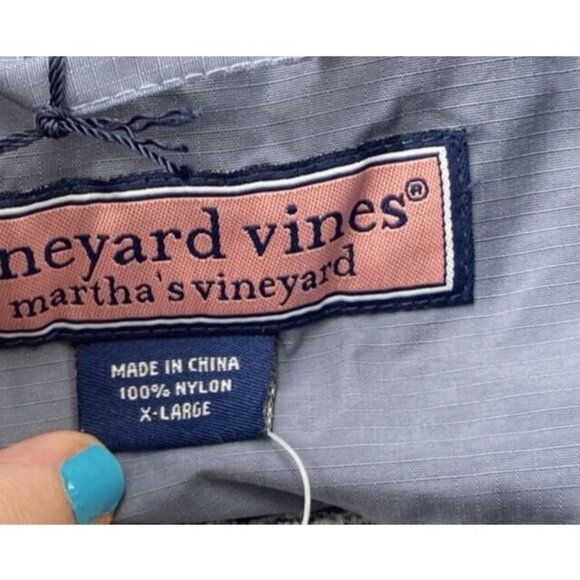 neyard vines®
martha's vineyard
MADE IN CHINA
100% NYLON
X-LARGE